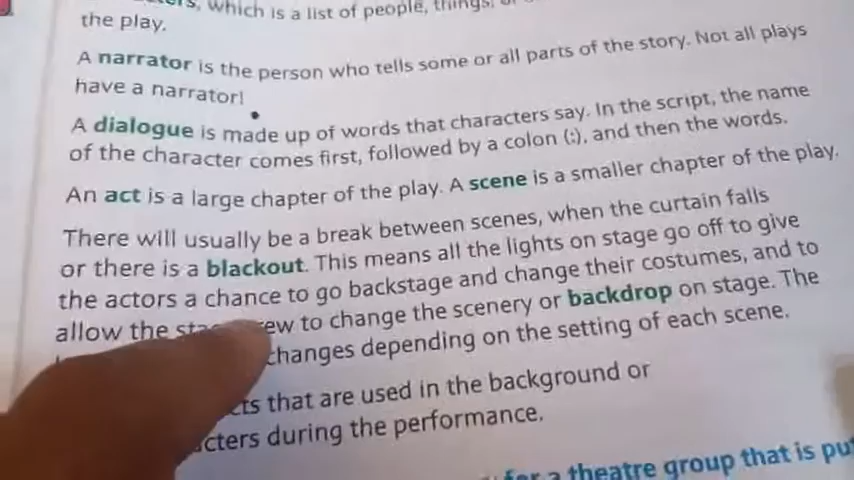 which is a list of people, things,
the play.
A narrator is the person who tells some or all parts of the story. Not all plays
have a narrator!
A dialogue is made up of words that characters say. In the script, the name
of the character comes first, followed by a colon (:), and then the words.
An act is a large chapter of the play. A scene is a smaller chapter of the play.
There will usually be a break between scenes, when the curtain falls
or there is a blackout. This means all the lights on stage go off to give
the actors a chance to go backstage and change their costumes, and to
allow the to change the scenery or backdrop on stage. The
changes depending on the setting of each scene.
that are used in the background or
during the performance.
for a theatre group that is